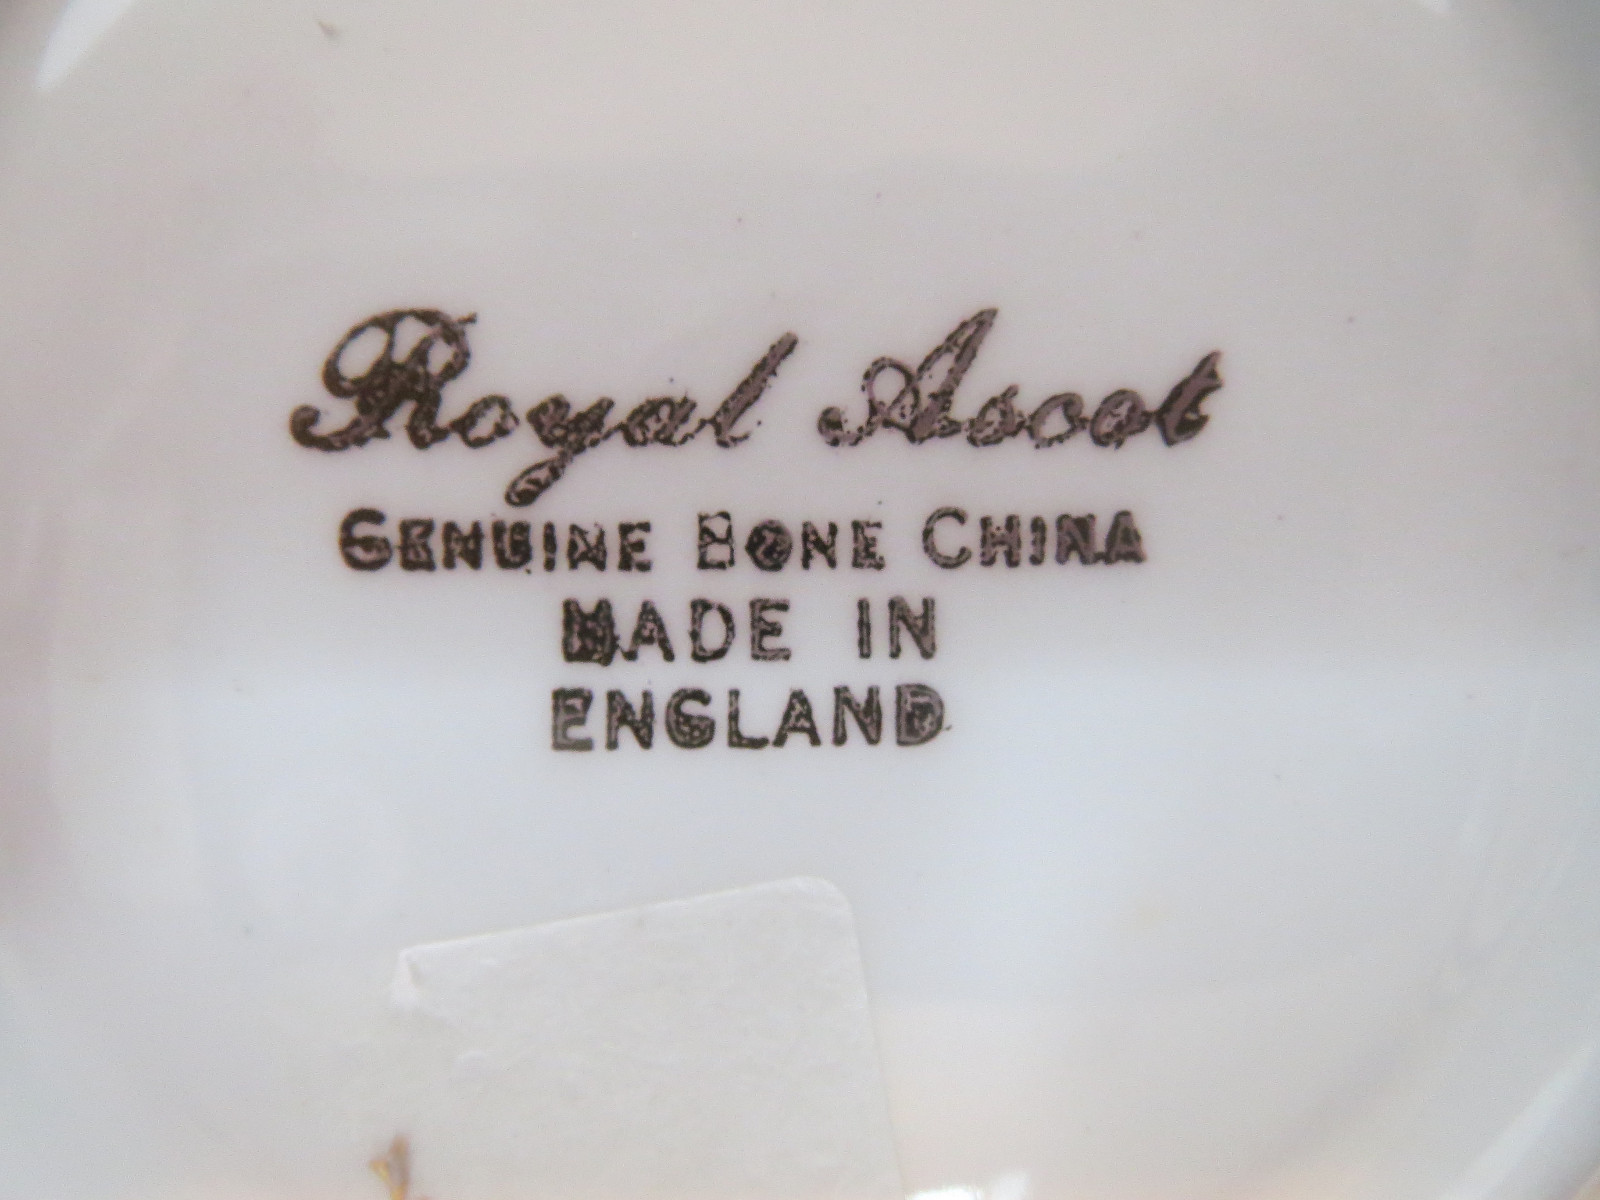 Royal Ascot
GENUINE BONE CHINA
MADE IN
ENGLAND